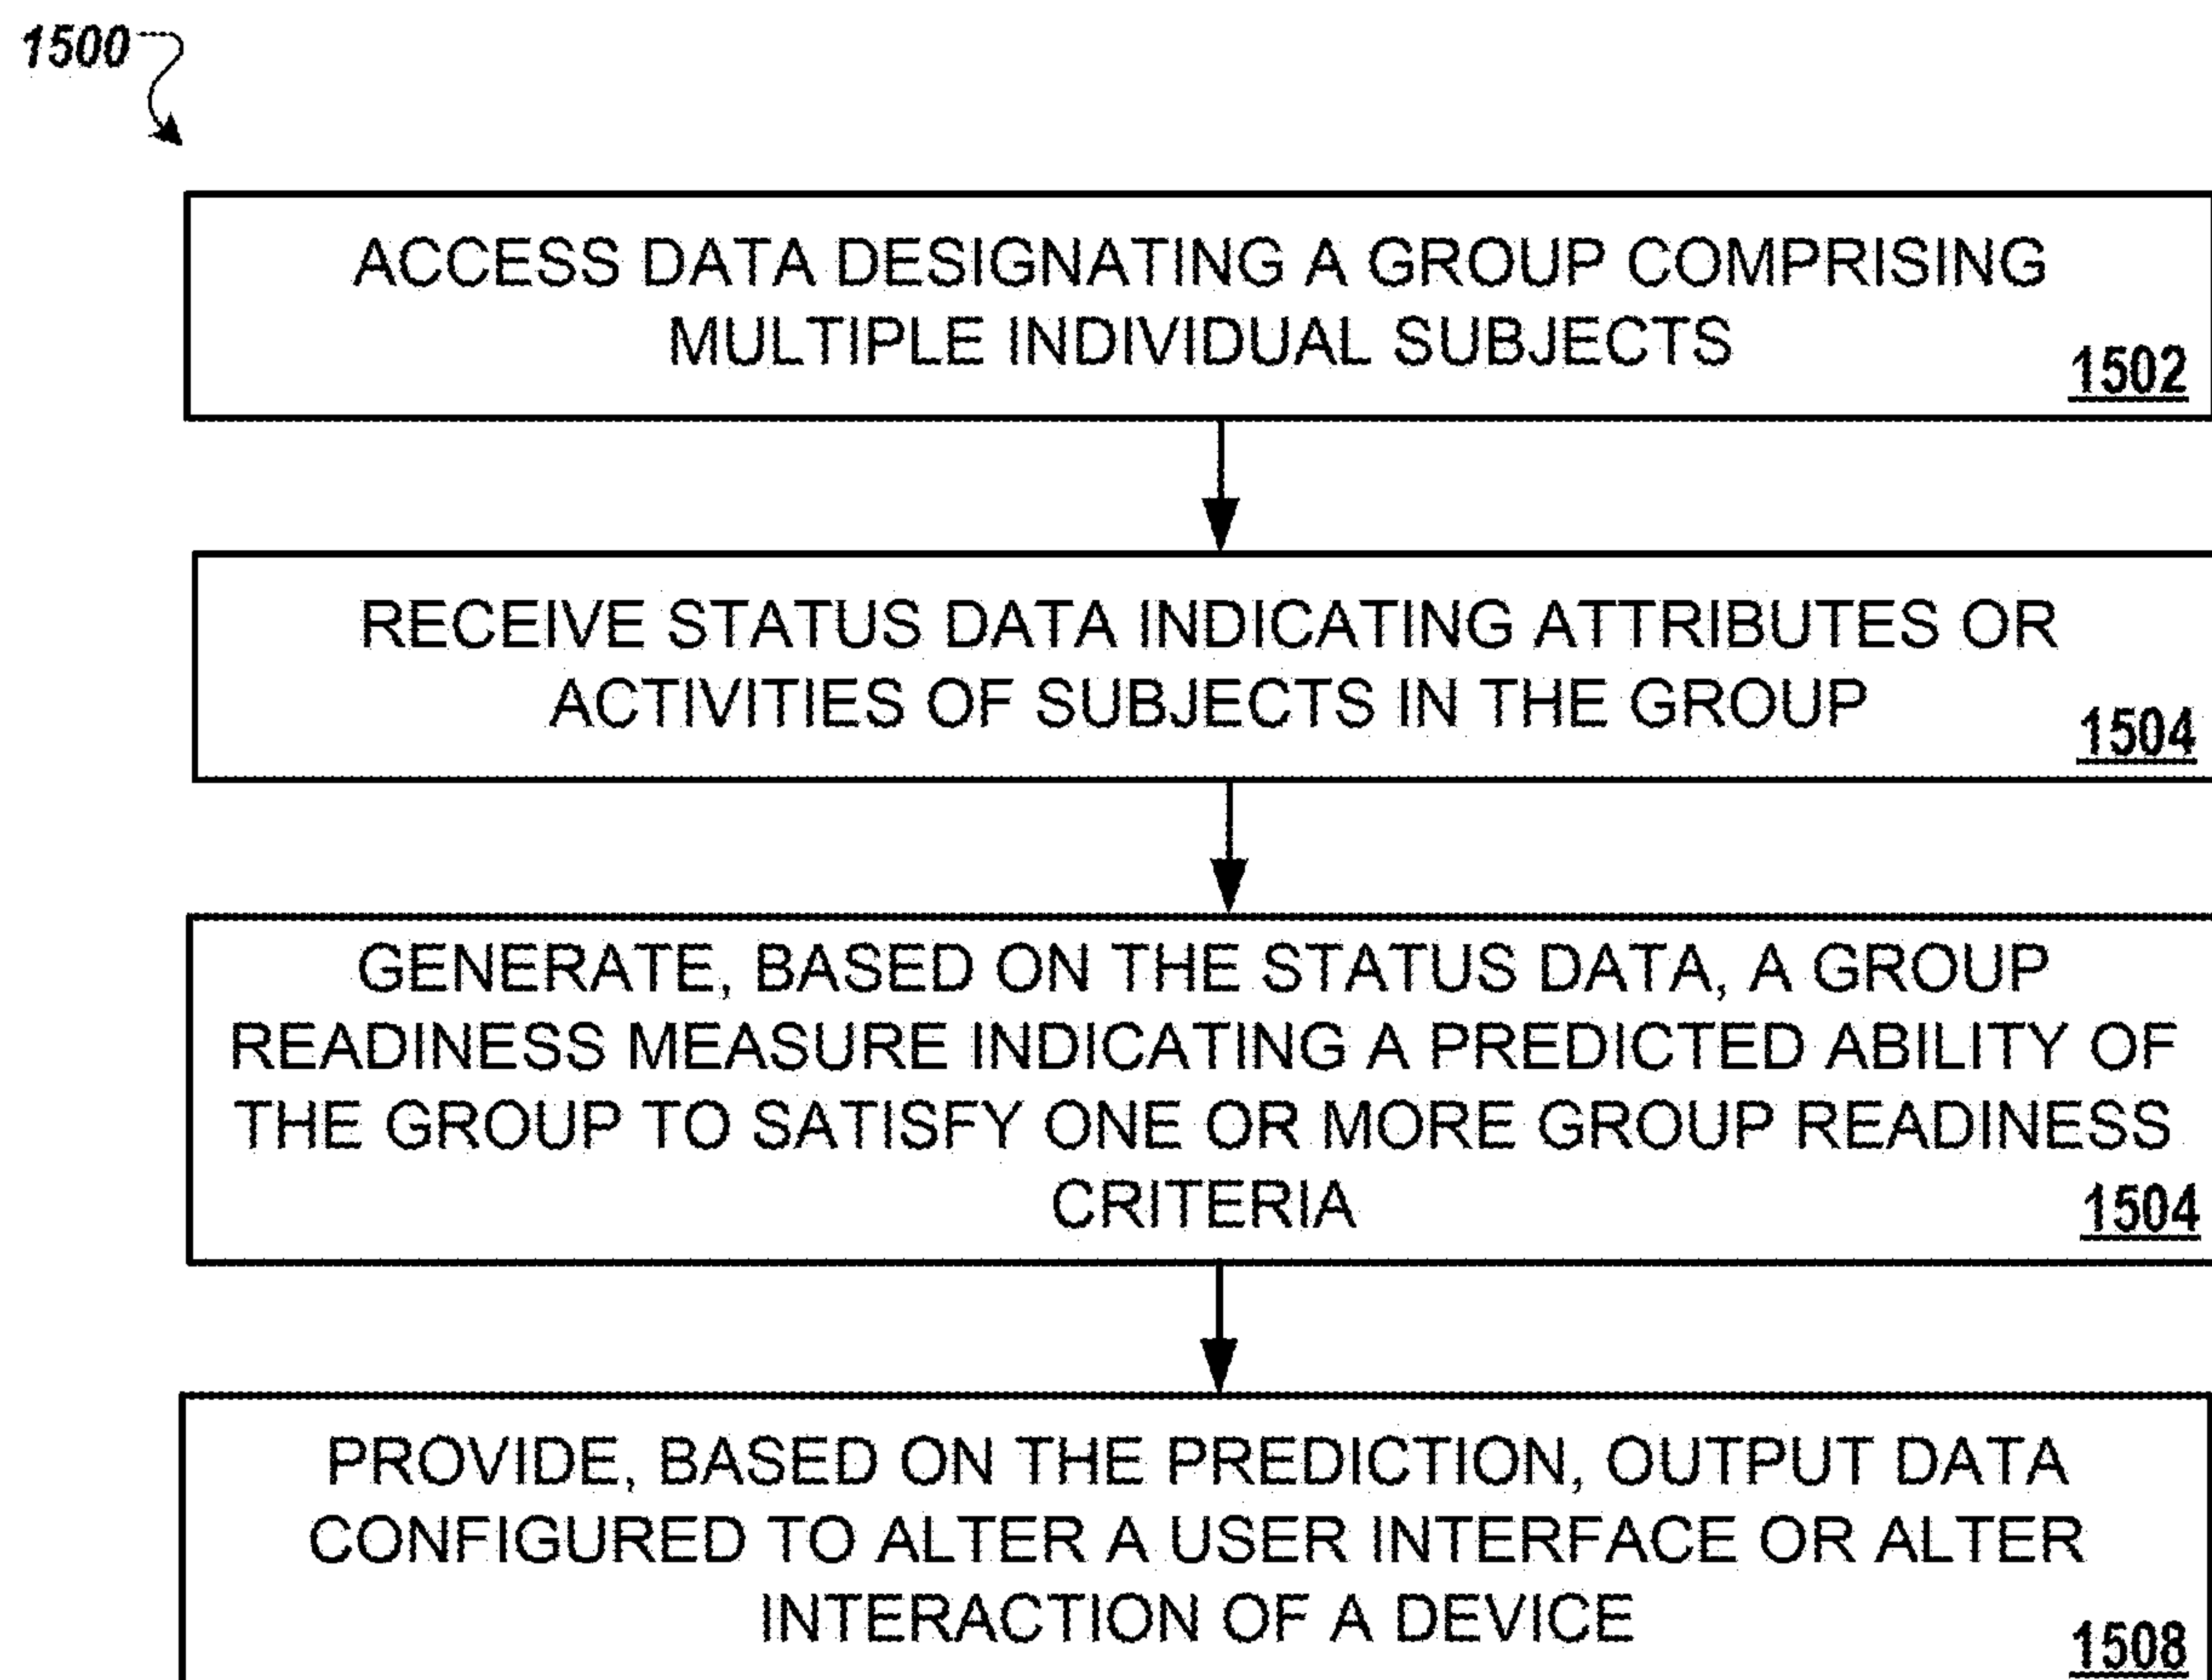 1500
ACCESS DATA DESIGNATING A GROUP COMPRISING
MULTIPLE INDIVIDUAL SUBJECTS
1502
RECEIVE STATUS DATA INDICATING ATTRIBUTES OR
ACTIVITIES OF SUBJECTS IN THE GROUP
1504
GENERATE, BASED ON THE STATUS DATA, A GROUP
READINESS MEASURE INDICATING A PREDICTED ABILITY OF
THE GROUP TO SATISFY ONE OR MORE GROUP READINESS
CRITERIA
1504
PROVIDE, BASED ON THE PREDICTION, OUTPUT DATA
CONFIGURED TO ALTER A USER INTERFACE OR ALTER
INTERACTION OF A DEVICE
1508